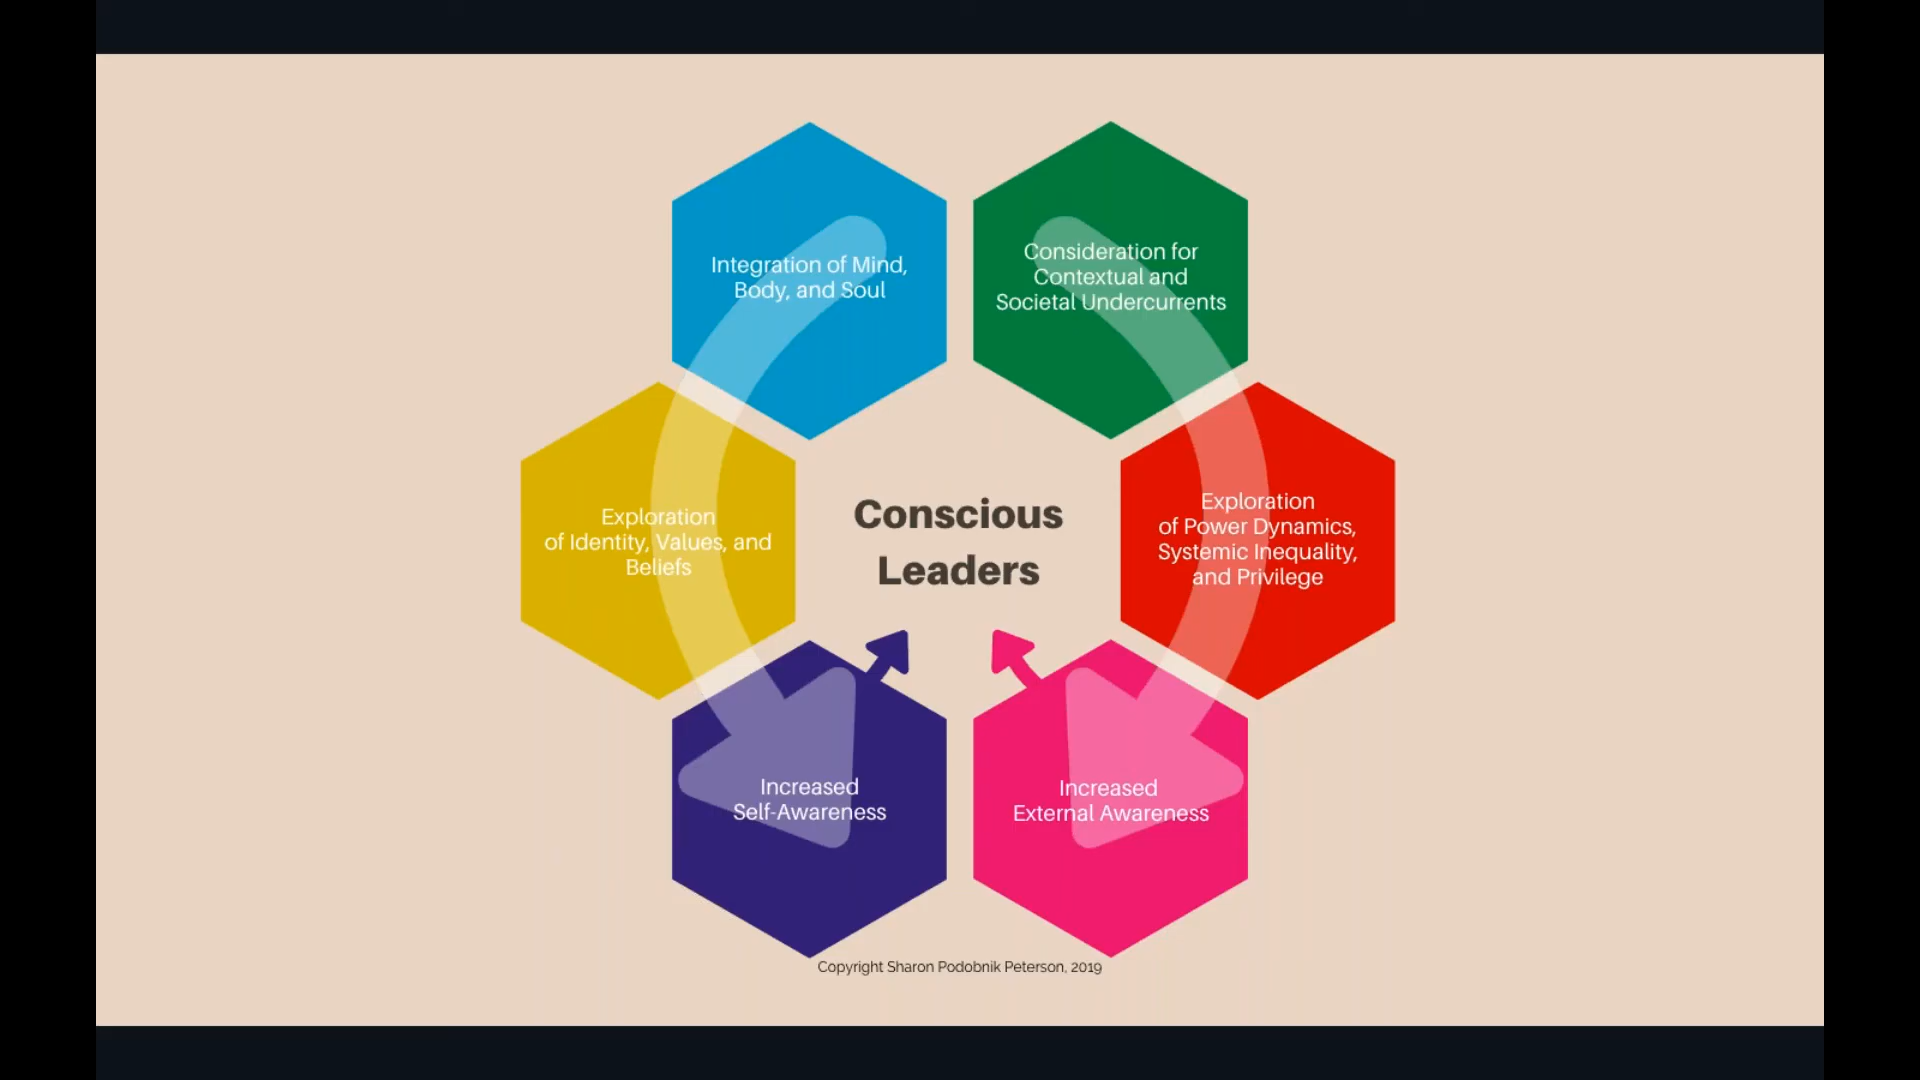 Integration of Mind,
Body, and Soul
Consideration for
Contextual and
Societal Undercurrents
Exploration
of Identity, Values, and
Beliefs
Conscious
Leaders
Exploration
of Power Dynamics,
Systemic Inequality,
and Privilege
Increased
Self-Awareness
Increased
External Awareness
Copyright Sharon Podobnik Peterson, 2019